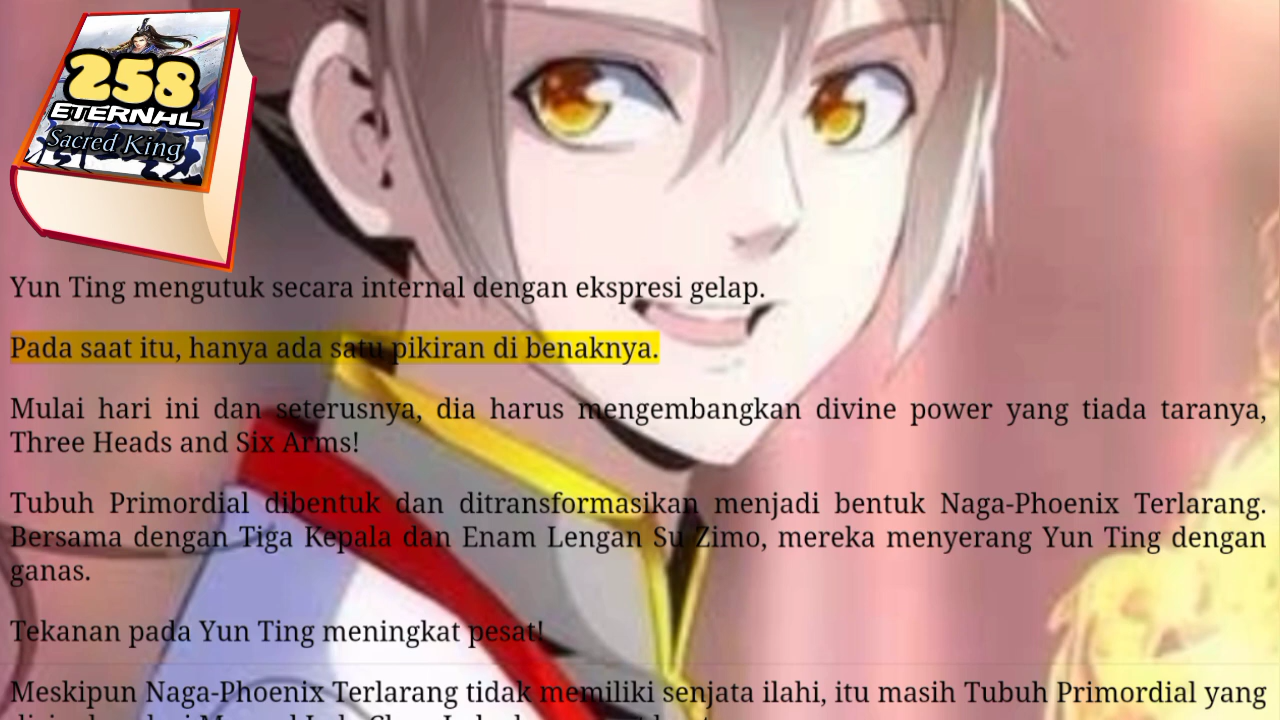 258
ETERNAL
Sacred King
Yun Ting mengutuk secara internal dengan ekspresi gelap.
Pada saat itu, hanya ada satu pikiran di benaknya.
Mulai hari ini dan seterusnya, dia harus mengembangkan divine power yang tiada taranya,
Three Heads and Six Arms!
Tubuh Primordial dibentuk dan ditransformasikan menjadi bentuk Naga-Phoenix Terlarang.
Bersama dengan Tiga Kepala dan Enam Lengan Su Zimo, mereka menyerang Yun Ting dengan
ganas.
Tekanan pada Yun Ting meningkat pesat!
Meskipun Naga-Phoenix Terlarang tidak memiliki senjata ilahi, itu masih Tubuh Primordial yang